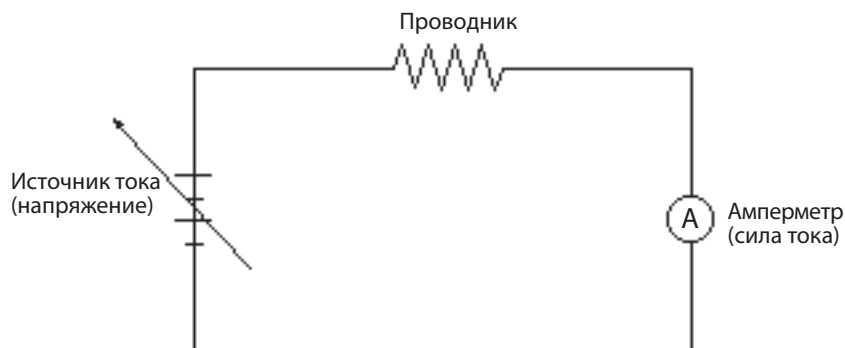 Проводник
Источник тока
(напряжение)
А
Амперметр
(сила тока)